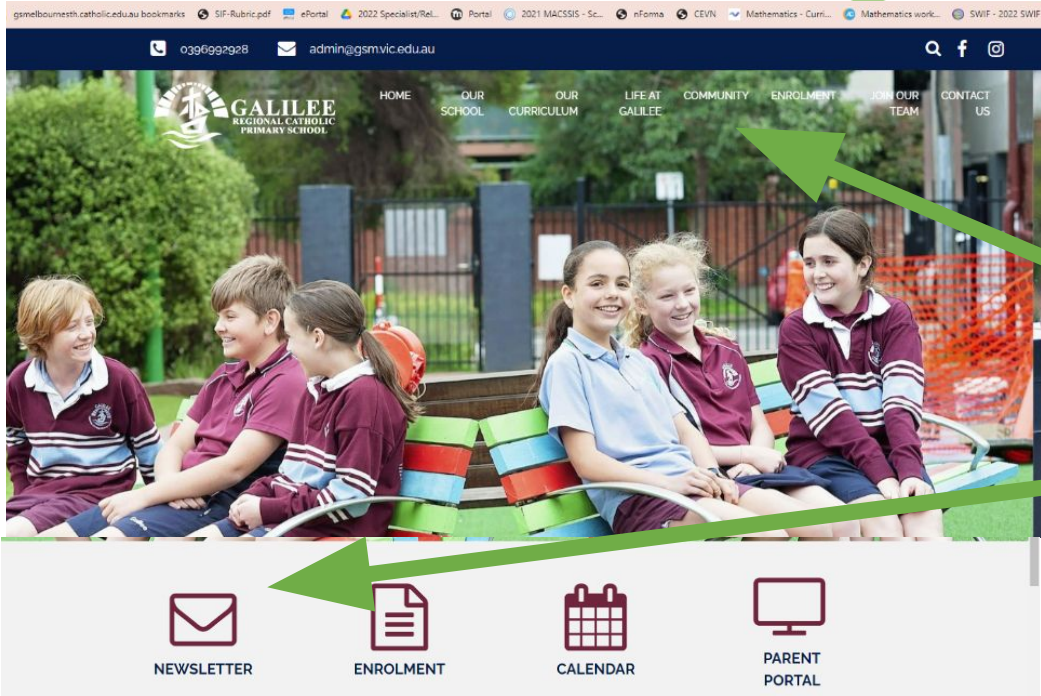 gsmelbournesth.catholic.edu.au bookmarks SIF-Rubric.pdf ePortal 2022 Specialist/Rel... Portal 2021 MACSSIS - Sc... nForma CEVN Mathematics - Curri... Mathematics work... SWIF - 2022 SWIF
0396992928 admin@gsm.vic.edu.au
HOME OUR SCHOOL OUR CURRICULUM LIFE AT GALILEE COMMUNITY ENROLMENT JOIN OUR TEAM CONTACT US
GALILEE
REGIONAL CATHOLIC
PRIMARY SCHOOL
NEWSLETTER ENROLMENT CALENDAR PARENT PORTAL